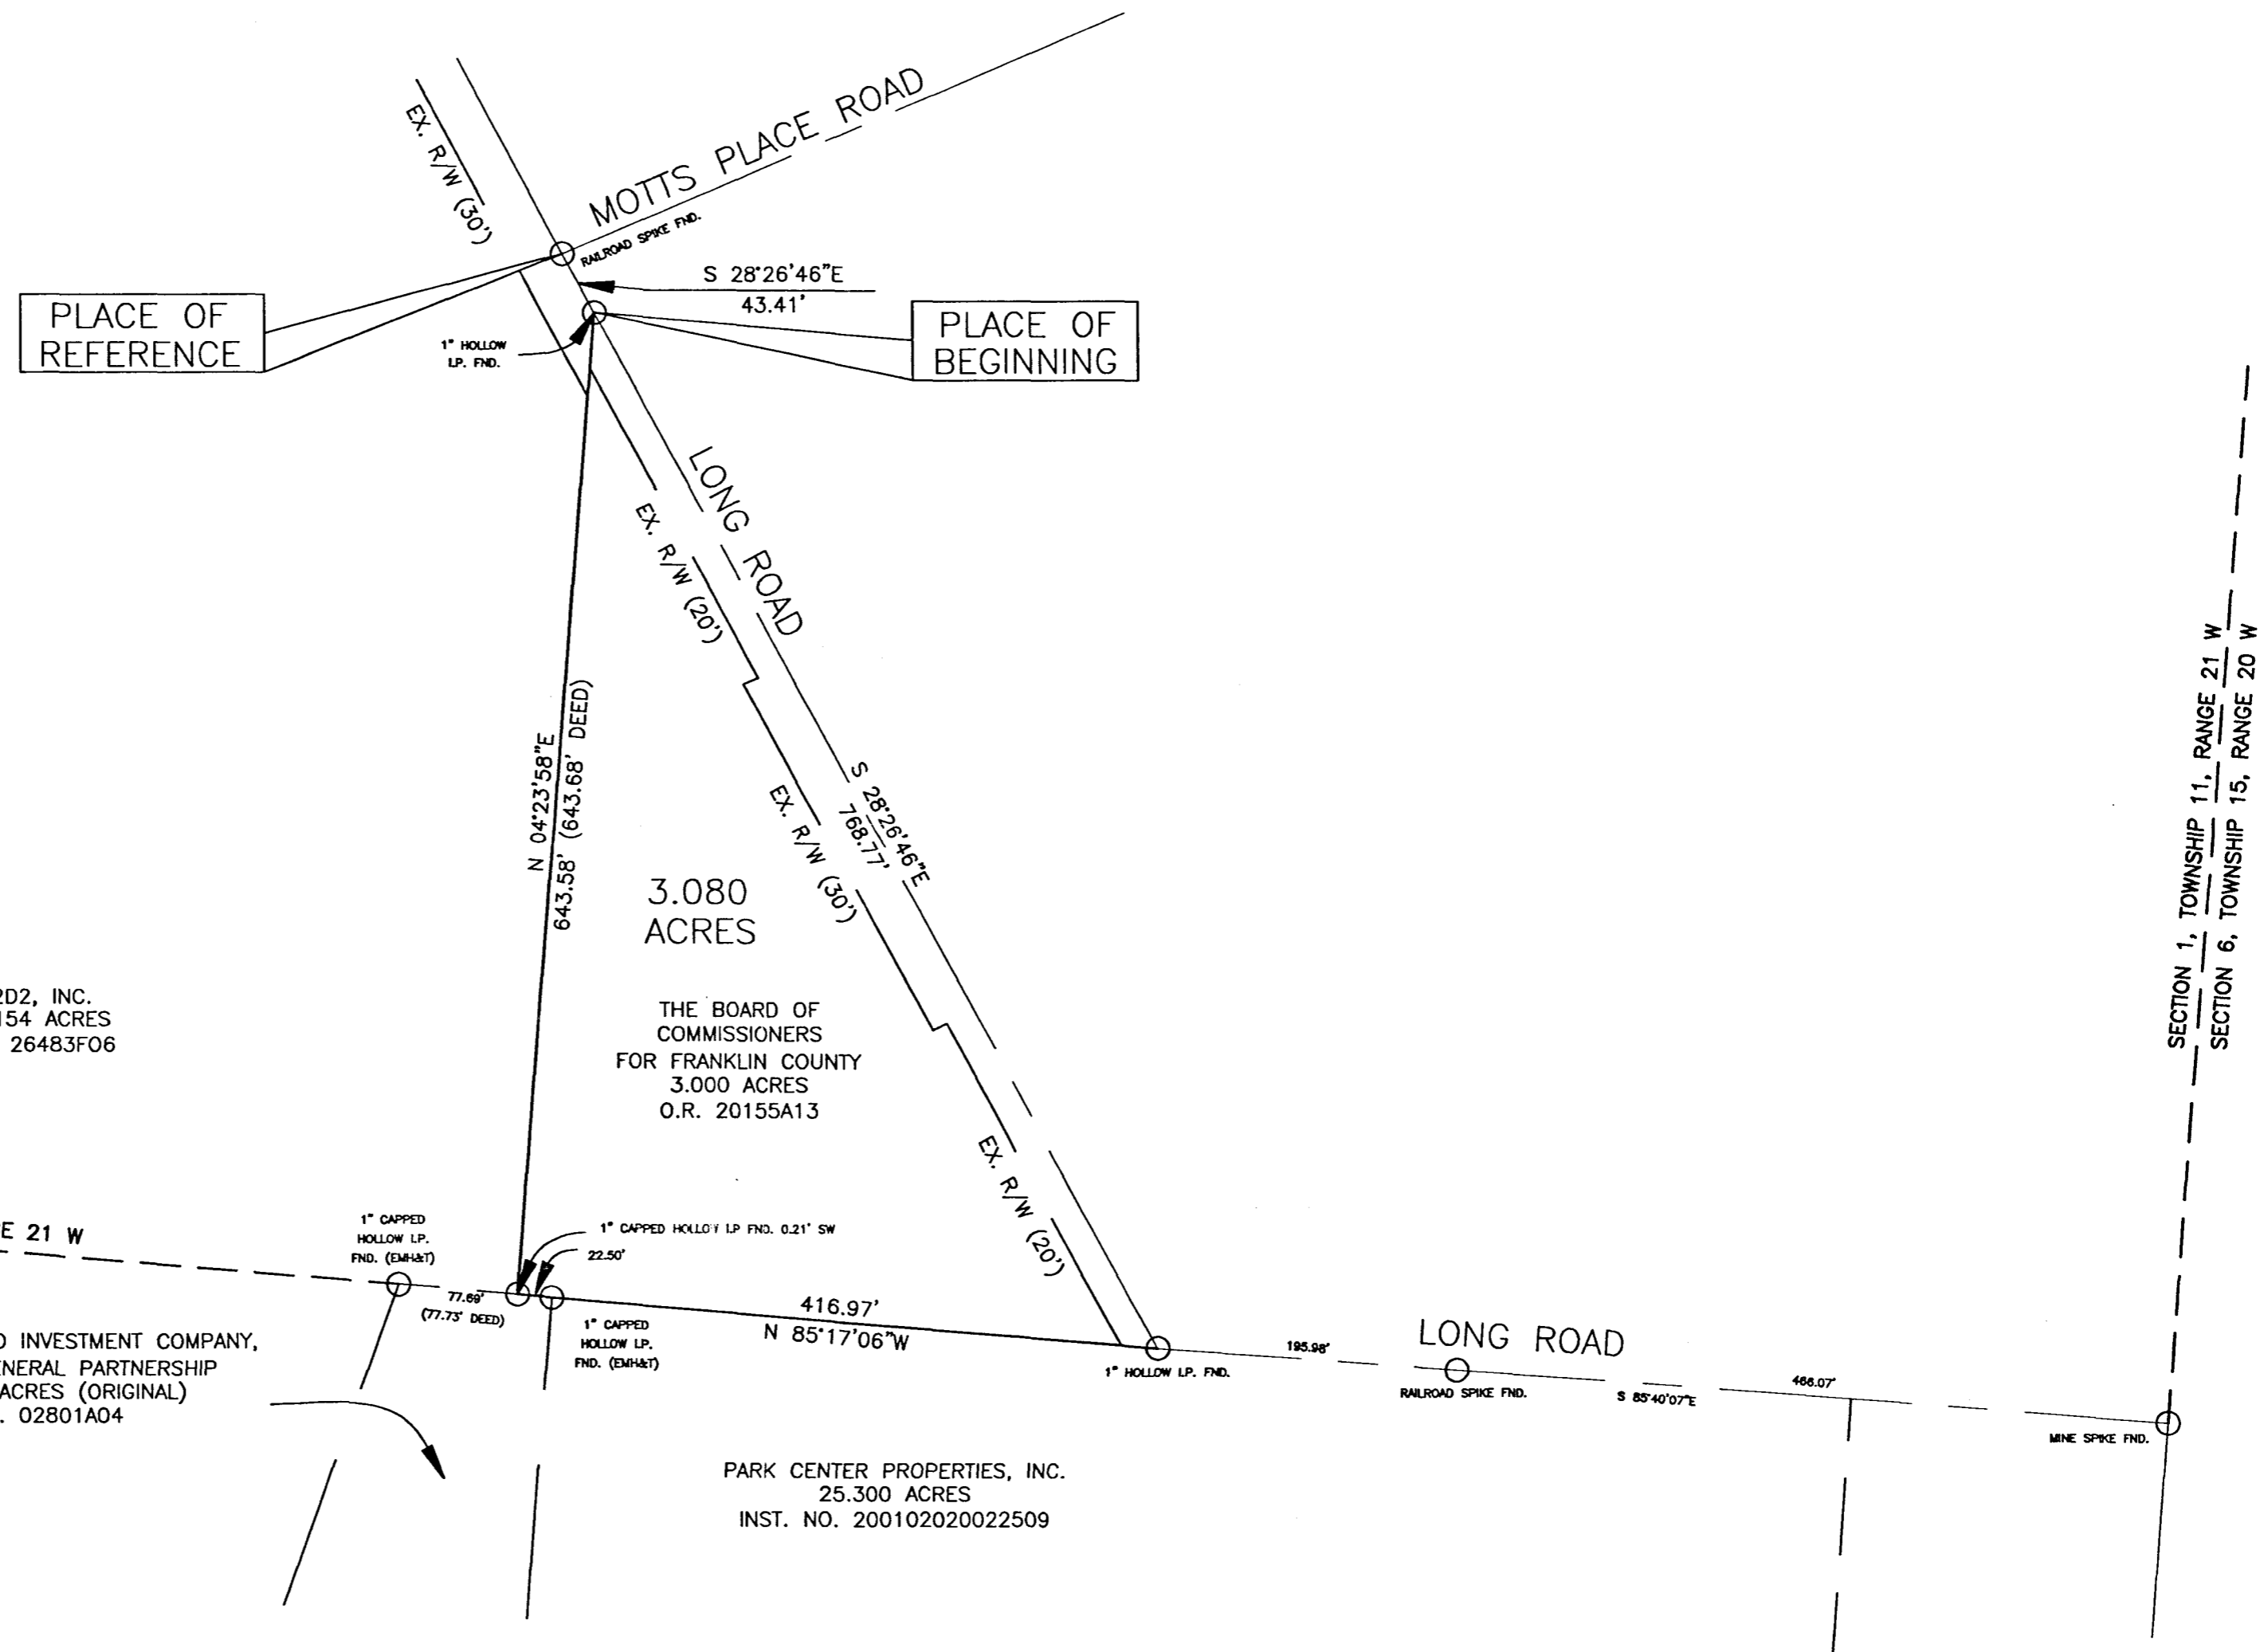 MOTTS PLACE ROAD
EX. R/W (30')
RAILROAD SPIKE FND.
S 28°26'46"E
43.41'
PLACE OF
REFERENCE
PLACE OF
BEGINNING
1" HOLLOW
I.P. FND.
LONG ROAD
EX. R/W (20')
N 04°23'58"E
643.58' (643.68' DEED)
S 28°26'46"E
768.77'
EX. R/W (30')
3.080
ACRES
SECTION 1, TOWNSHIP 11, RANGE 21 W
SECTION 6, TOWNSHIP 15, RANGE 20 W
2D2, INC.
154 ACRES
26483F06
THE BOARD OF
COMMISSIONERS
FOR FRANKLIN COUNTY
3.000 ACRES
O.R. 20155A13
EX. R/W (20')
E 21 W
1" CAPPED
HOLLOW I.P.
FND. (EMH&T)
1" CAPPED HOLLOW I.P FND. 0.21' SW
22.50'
77.69'
(77.73' DEED)
1" CAPPED
HOLLOW I.P.
FND. (EMH&T)
416.97'
N 85°17'06"W
1" HOLLOW I.P. FND.
195.98'
LONG ROAD
RAILROAD SPIKE FND.
S 85°40'07"E
466.07'
MINE SPIKE FND.
D INVESTMENT COMPANY,
ENERAL PARTNERSHIP
ACRES (ORIGINAL)
. 02801A04
PARK CENTER PROPERTIES, INC.
25.300 ACRES
INST. NO. 200102020022509